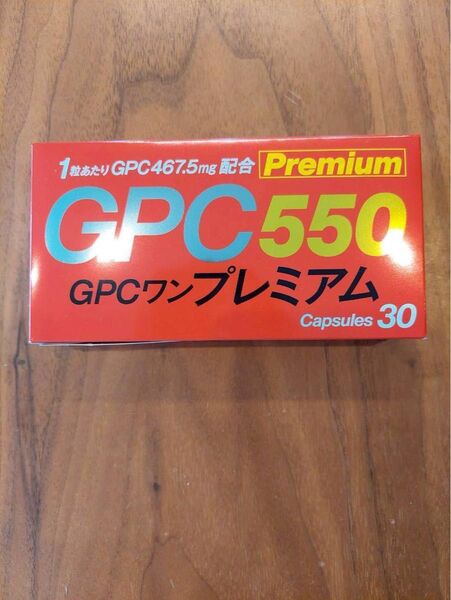 1粒あたりGPC467.5mg配合 Premium
GPC550
GPCワンプレミアム
Capsules 30